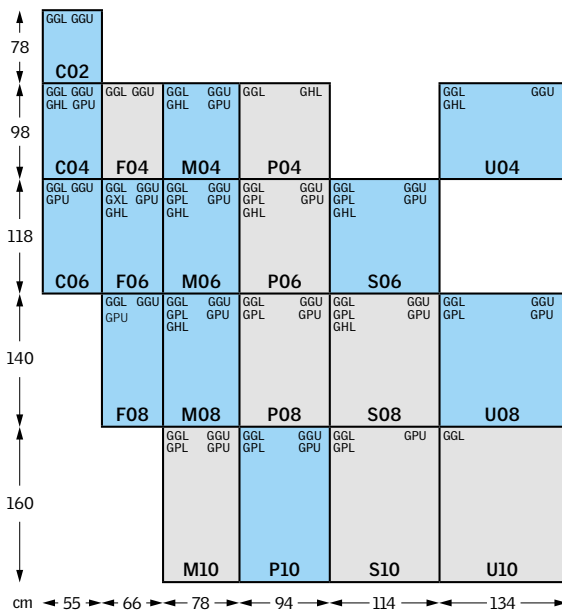 GGL GGU
78
C02
GGL GGU GGL GGU GGL GGU GGL GHL GGL GGU
GHL GPU GHL GPU GHL
98
C04 F04 M04 P04 U04
GGL GGU GGL GGU GGL GGU GGL GGU GGL GGU
GPU GXL GPU GPL GPU GPL GPU GPL GPU
GHL GHL GHL GHL
118
C06 F06 M06 P06 S06
GGL GGU GGL GGU GGL GGU GGL GGU GGL GGU
GPU GPL GPU GPL GPU GPL GPU GPL GPU
GHL GHL
140
F08 M08 P08 S08 U08
GGL GGU GGL GGU GGL GPU GGL
GPL GPU GPL GPU GPL
160
M10 P10 S10 U10
cm 55 66 78 94 114 134